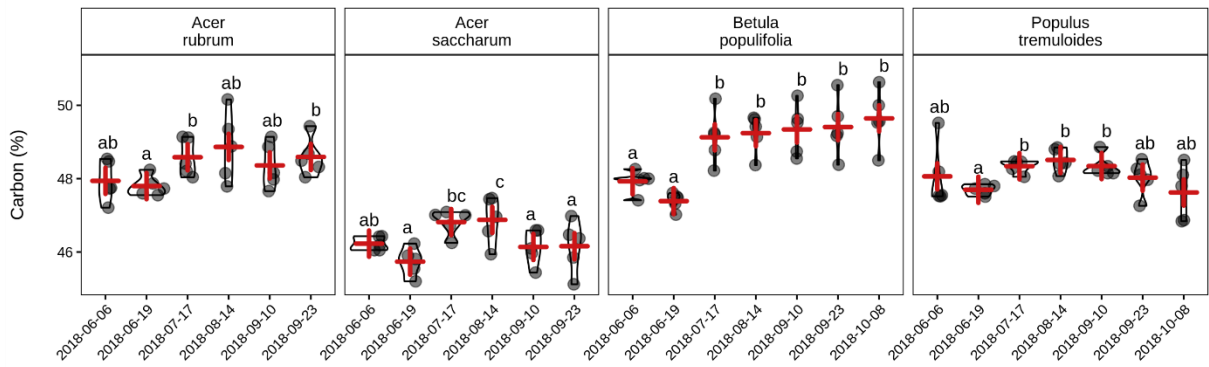 Acer
rubrum
Acer
saccharum
Betula
populifolia
Populus
tremuloides
Carbon (%)
50
48
46
ab
a
b
ab
ab
b
ab
a
bc
c
a
a
a
a
b
b
b
b
b
ab
a
b
b
b
ab
ab
2018-06-06
2018-06-19
2018-07-17
2018-08-14
2018-09-10
2018-09-23
2018-06-06
2018-06-19
2018-07-17
2018-08-14
2018-09-10
2018-09-23
2018-06-06
2018-06-19
2018-07-17
2018-08-14
2018-09-10
2018-09-23
2018-10-08
2018-06-06
2018-06-19
2018-07-17
2018-08-14
2018-09-10
2018-09-23
2018-10-08